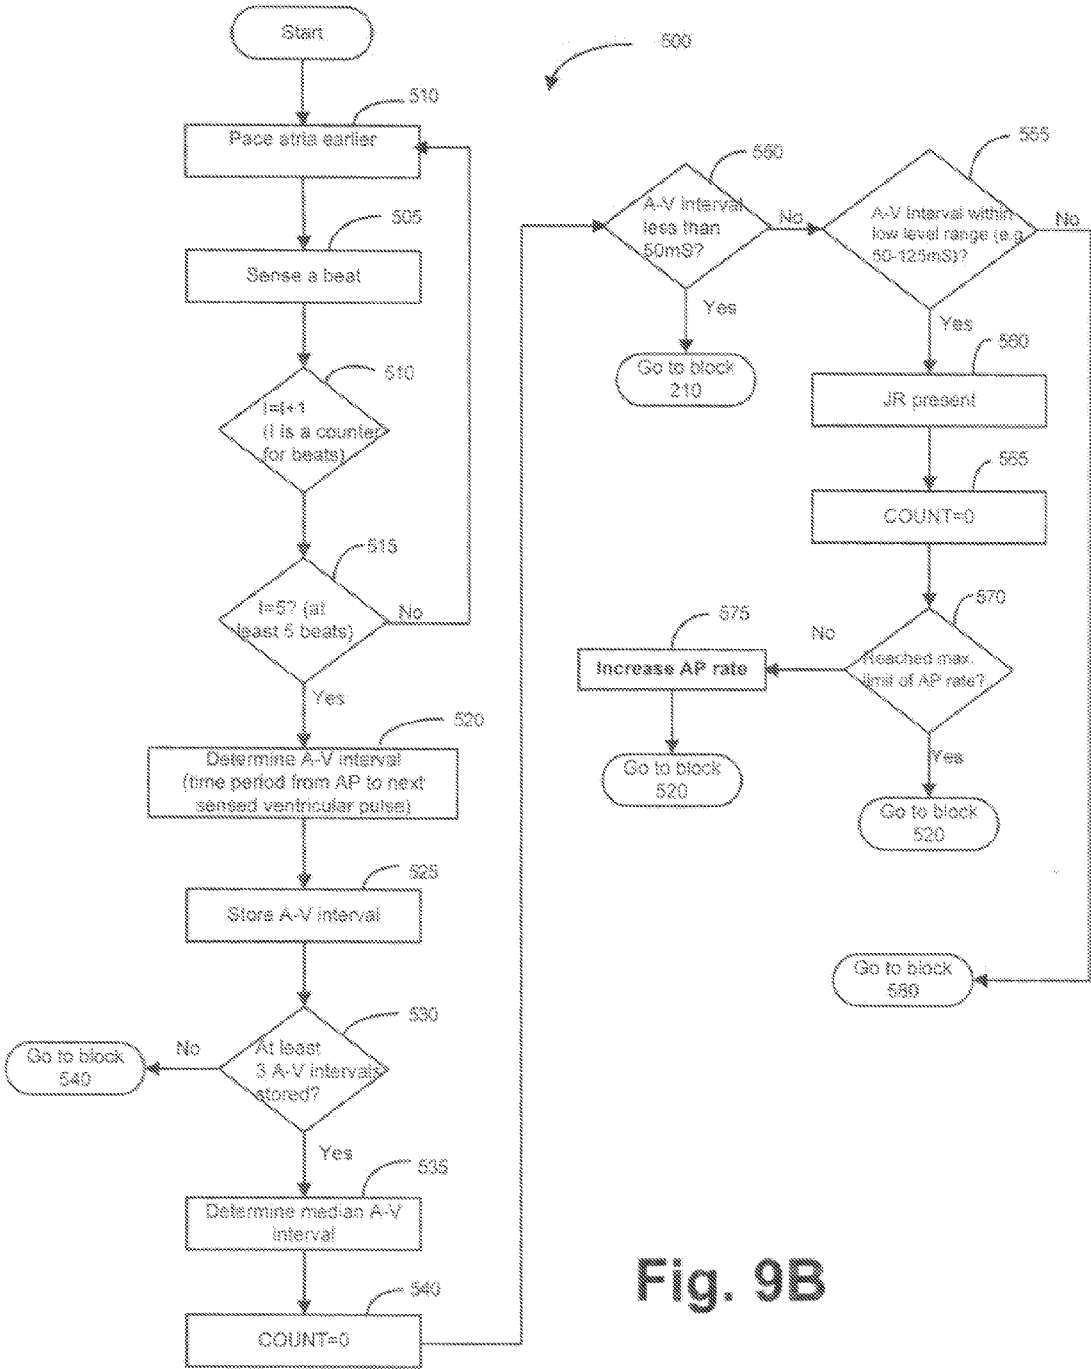 Start
500
510
Pace atria earlier
505
Sense a beat
510
I=I+1
(I is a counter
for beats)
515
I=5? (at
least 5 beats)
No
Yes
520
Determine A-V interval
(time period from AP to next
sensed ventricular pulse)
525
Store A-V interval
530
At least
3 A-V intervals
stored?
No
Go to block
540
Yes
535
Determine median A-V
interval
540
COUNT=0
550
A-V interval
less than
50mS?
No
Yes
Go to block
210
555
A-V Interval within
low level range (e.g.
50-125mS)?
No
Yes
560
JR present
565
COUNT=0
570
Reached max.
limit of AP rate?
No
575
Increase AP rate
Go to block
520
Yes
Go to block
520
Go to block
580
Fig. 9B